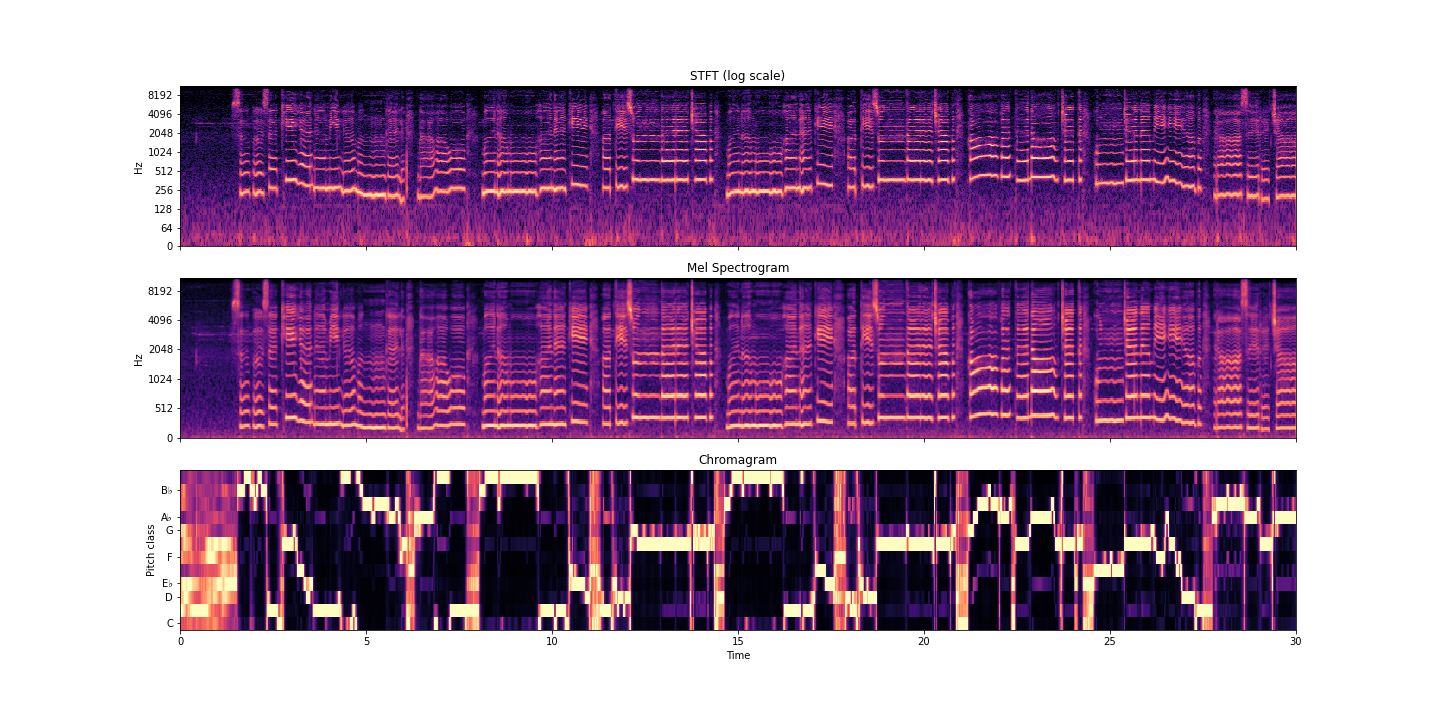 STFT (log scale)
8192
4096
2048
1024
512
256
128
64
0
Hz
Mel Spectrogram
8192
4096
2048
1024
512
0
Hz
Chromagram
B♭
A♭
G
F
E♭
D
C
Pitch class
0 5 10 15 20 25 30
Time